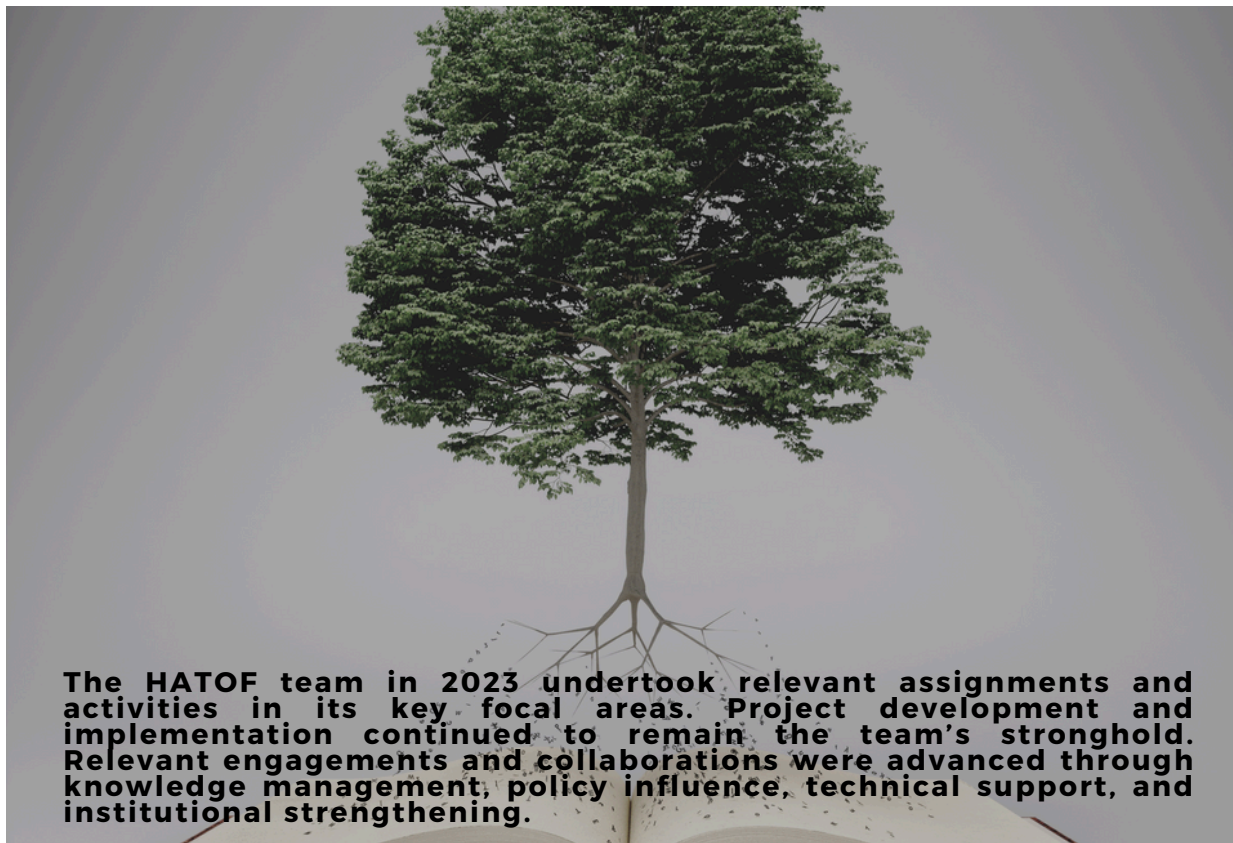 The HATOF team in 2023 undertook relevant assignments and
activities in its key focal areas. Project development and
implementation continued to remain the team’s stronghold.
Relevant engagements and collaborations were advanced through
knowledge management, policy influence, technical support, and
institutional strengthening.